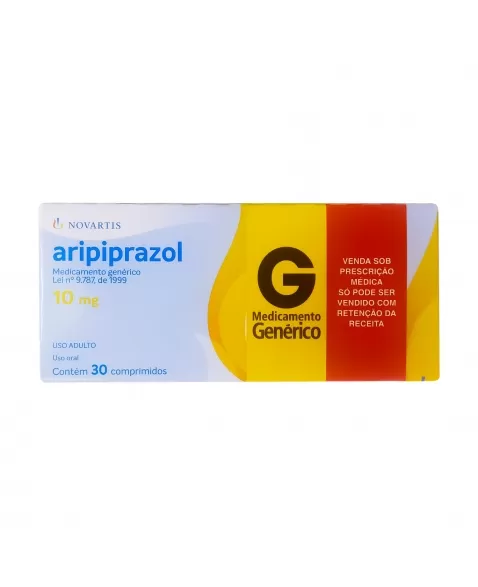 NOVARTIS
aripiprazol
Medicamento genérico
Lei nº 9.787, de 1999
10 mg
USO ADULTO
Uso oral
Contém 30 comprimidos
G
Medicamento
Genérico
VENDA SOB
PRESCRIÇÃO
MÉDICA
SÓ PODE SER
VENDIDO COM
RETENÇÃO DA
RECEITA